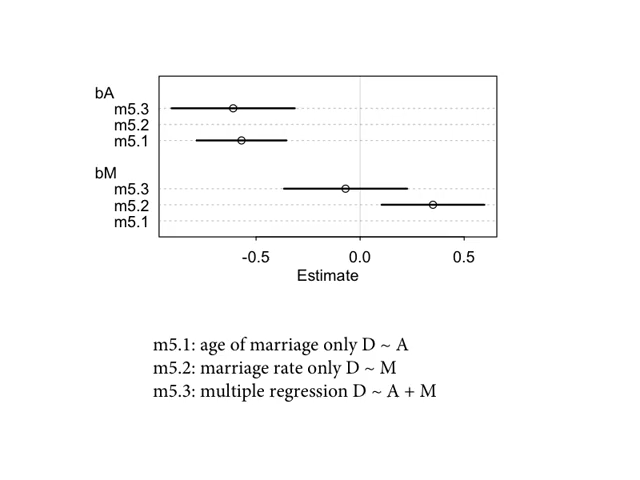 bA
m5.3
m5.2
m5.1
bM
m5.3
m5.2
m5.1
-0.5 0.0 0.5
Estimate
m5.1: age of marriage only D ~ A
m5.2: marriage rate only D ~ M
m5.3: multiple regression D ~ A + M